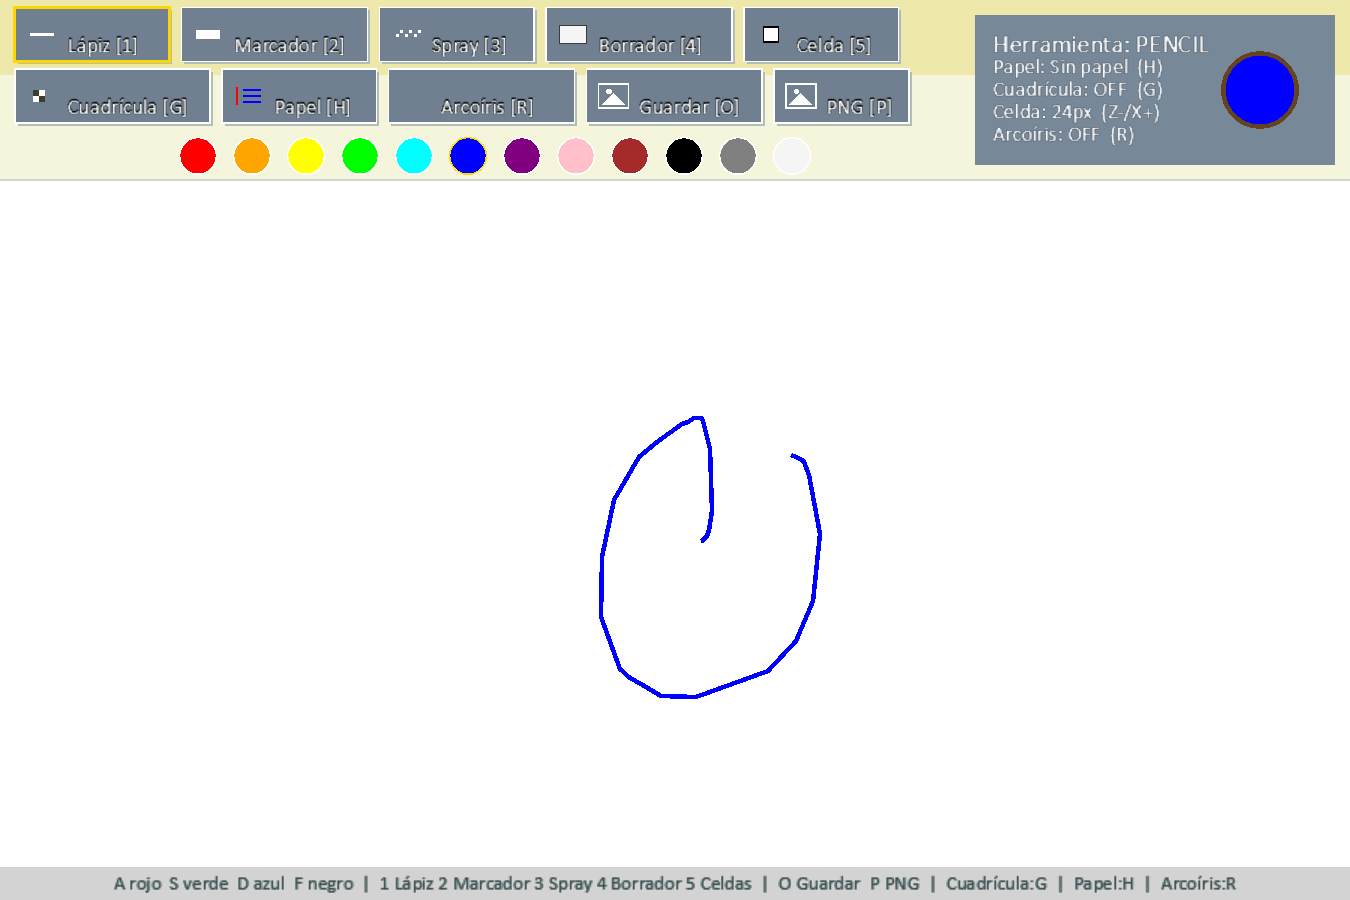 Lápiz [1] Marcador [2] Spray [3] Borrador [4] Celda [5]
Cuadrícula [G] Papel [H] Arcoíris [R] Guardar [O] PNG [P]
Herramienta: PENCIL
Papel: Sin papel (H)
Cuadrícula: OFF (G)
Celda: 24px (Z-/X+)
Arcoíris: OFF (R)
A rojo S verde D azul F negro | 1 Lápiz 2 Marcador 3 Spray 4 Borrador 5 Celdas | O Guardar P PNG | Cuadrícula:G | Papel:H | Arcoíris:R